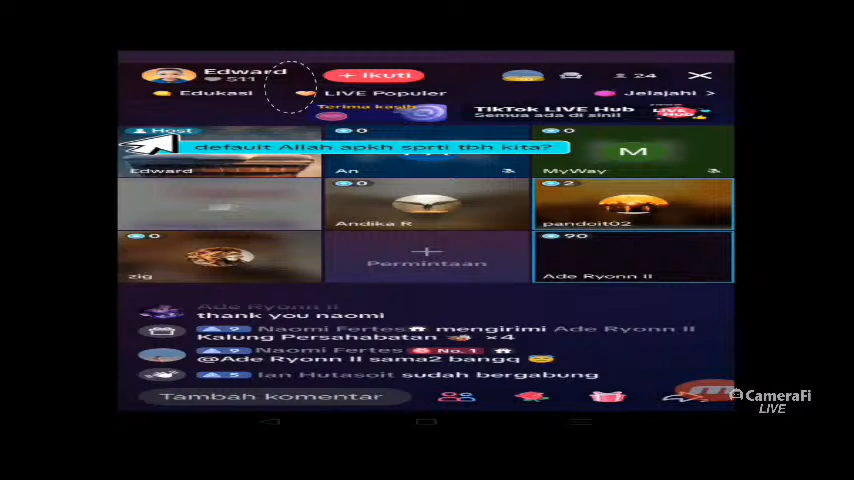 Edward
511
+ Ikuti
24
Edukasi
LIVE Populer
Jelajahi >
Terima kasih
TikTok LIVE Hub
Semua ada di sini!
LIVE HUB
Host
0
0
default Allah apkh sprti tbh kita?
M
Edward
An
MyWay
0
2
Andika R
pandoit02
0
90
zig
+
Permintaan
Ade Ryonn II
Ade Ryonn II
thank you naomi
9 Naomi Fertes mengirimi Ade Ryonn II
Kalung Persahabatan ×4
9 Naomi Fertes No. 1
@Ade Ryonn II sama2 bangq
5 Ian Hutasoit sudah bergabung
Tambah komentar
CameraFi
LIVE